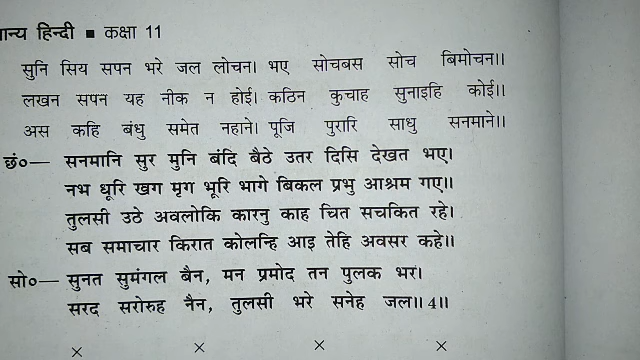 ान्य हिन्दी ■ कक्षा 11
सुनि सिय सपन भरे जल लोचन। भए सोचबस सोच बिमोचन॥
लखन सपन यह नीक न होई। कठिन कुचाह सुनाइहि कोई॥
अस कहि बंधु समेत नहाने। पूजि पुरारि साधु सनमाने॥
छं०— सनमानि सुर मुनि बंदि बैठे उतर दिसि देखत भए।
नभ धूरि खग मृग भूरि भागे बिकल प्रभु आश्रम गए॥
तुलसी उठे अवलोकि कारनु काह चित सचकित रहे।
सब समाचार किरात कोलन्हि आइ तेहि अवसर कहे॥
सो०— सुनत सुमंगल बैन, मन प्रमोद तन पुलक भर।
सरद सरोरुह नैन, तुलसी भरे सनेह जल॥ 4॥
× × × ×